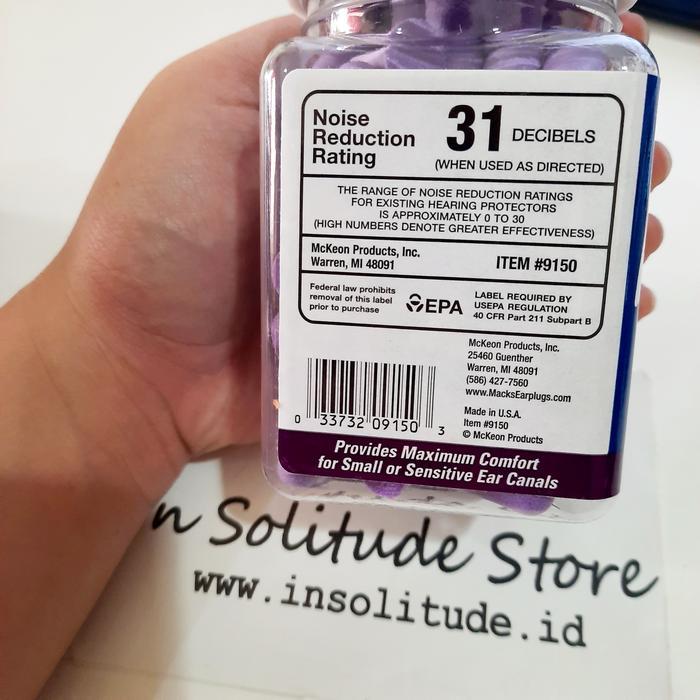 Noise
Reduction
Rating
31 DECIBELS
(WHEN USED AS DIRECTED)
THE RANGE OF NOISE REDUCTION RATINGS
FOR EXISTING HEARING PROTECTORS
IS APPROXIMATELY 0 TO 30
(HIGH NUMBERS DENOTE GREATER EFFECTIVENESS)
McKeon Products, Inc.
Warren, MI 48091
ITEM #9150
Federal law prohibits
removal of this label
prior to purchase
EPA
LABEL REQUIRED BY
USEPA REGULATION
40 CFR Part 211 Subpart B
McKeon Products, Inc.
25460 Guenther
Warren, MI 48091
(586) 427-7560
www.MacksEarplugs.com
Made in U.S.A.
Item #9150
© McKeon Products
0 33732 09150 3
Provides Maximum Comfort
for Small or Sensitive Ear Canals
n Solitude Store
www.insolitude.id